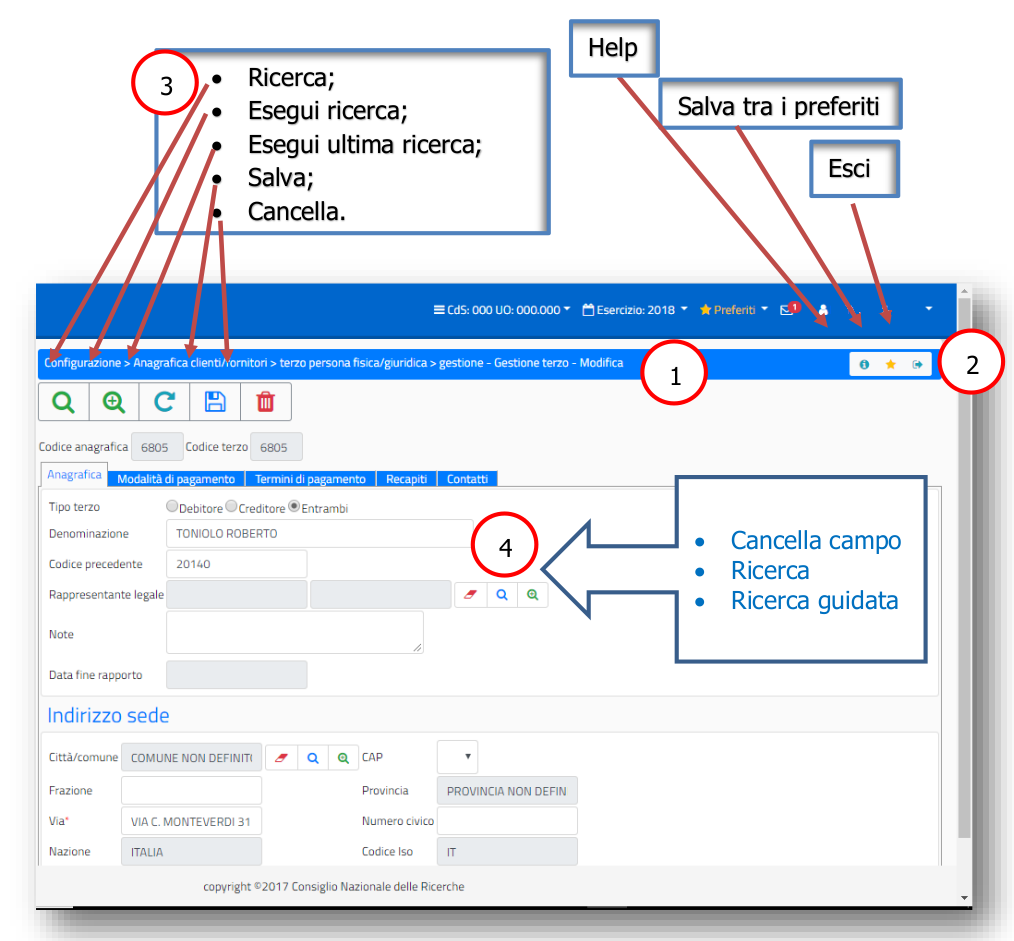 Help
3
Ricerca;
Esegui ricerca;
Esegui ultima ricerca;
Salva;
Cancella.
Salva tra i preferiti
Esci
CdS: 000 UO: 000.000 Esercizio: 2018 Preferiti 1
Configurazione > Anagrafica clienti/fornitori > terzo persona fisica/giuridica > gestione - Gestione terzo - Modifica
1
2
Codice anagrafica 6805 Codice terzo 6805
Anagrafica Modalità di pagamento Termini di pagamento Recapiti Contatti
Tipo terzo Debitore Creditore Entrambi
Denominazione TONIOLO ROBERTO
4
Codice precedente 20140
Rappresentante legale
Note
Data fine rapporto
Cancella campo
Ricerca
Ricerca guidata
Indirizzo sede
Città/comune COMUNE NON DEFINIT CAP
Frazione Provincia PROVINCIA NON DEFIN
Via* VIA C. MONTEVERDI 31 Numero civico
Nazione ITALIA Codice Iso IT
copyright ©2017 Consiglio Nazionale delle Ricerche